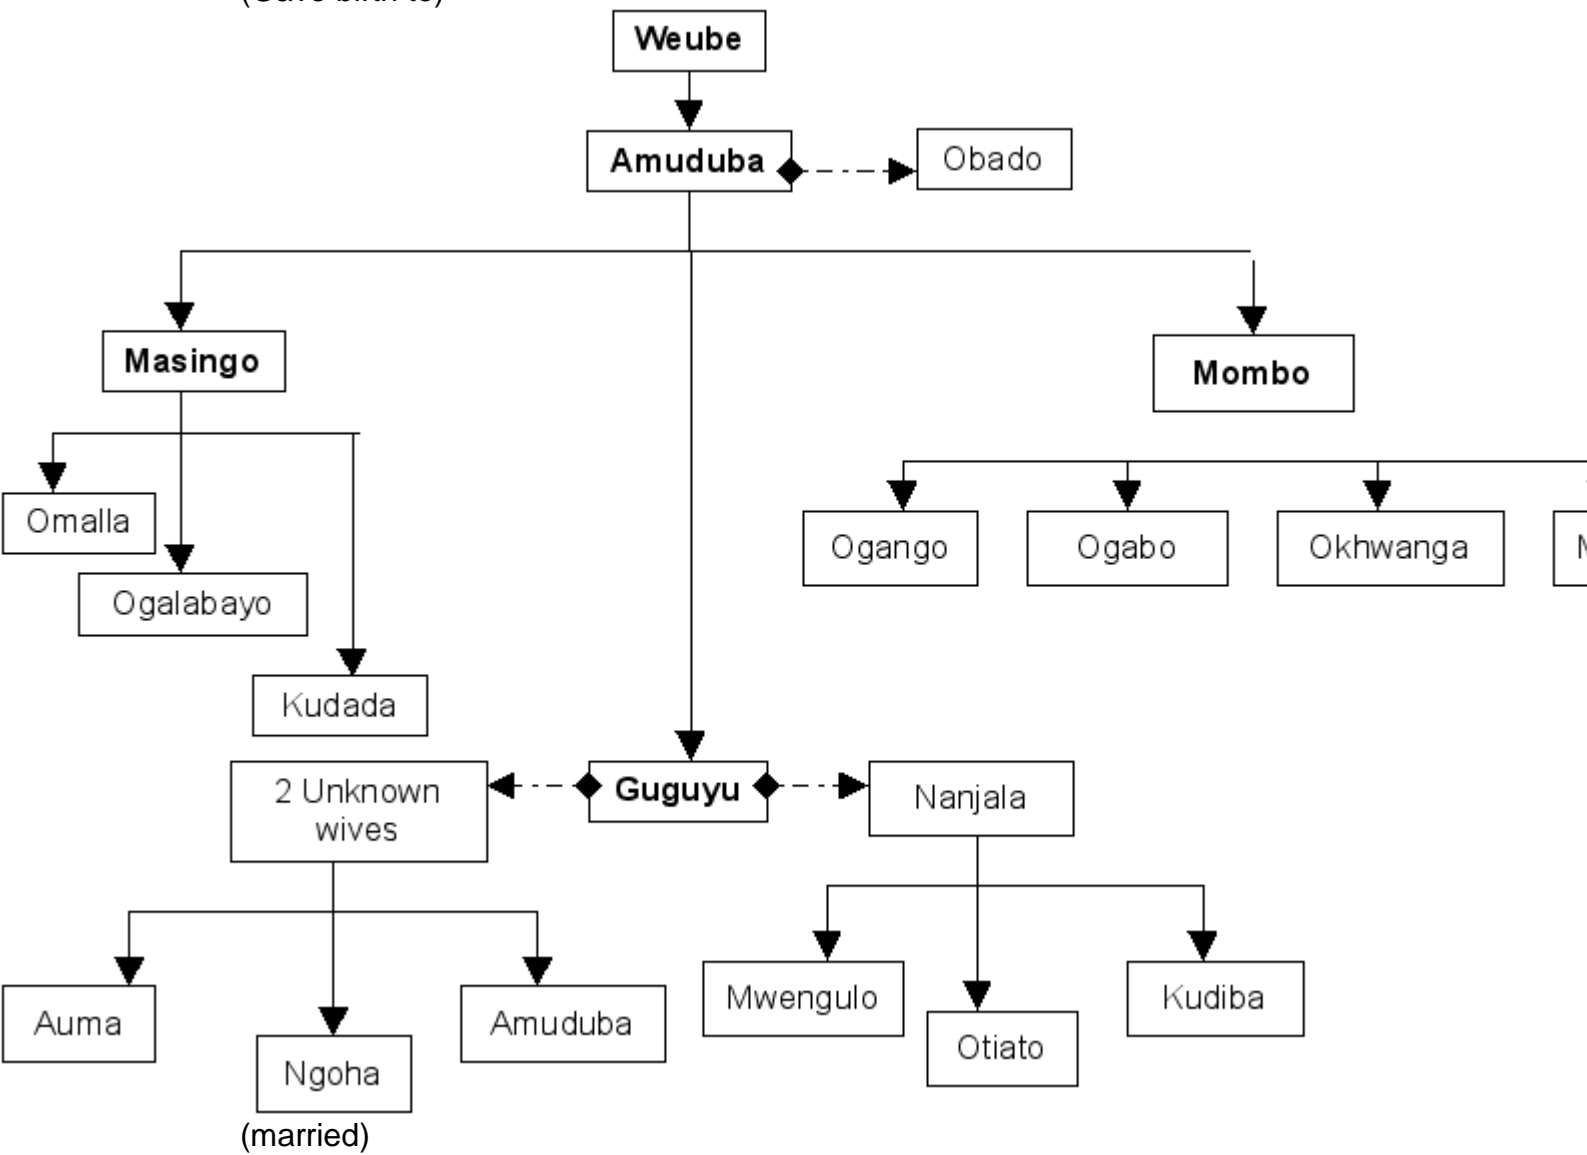 Weube
Amuduba
Obado
Masingo
Mombo
Omalla
Ogango
Ogabo
Okhwanga
Ogalabayo
Kudada
2 Unknown
wives
Guguyu
Nanjala
Auma
Ngoha
Amuduba
Mwengulo
Otiato
Kudiba
(married)